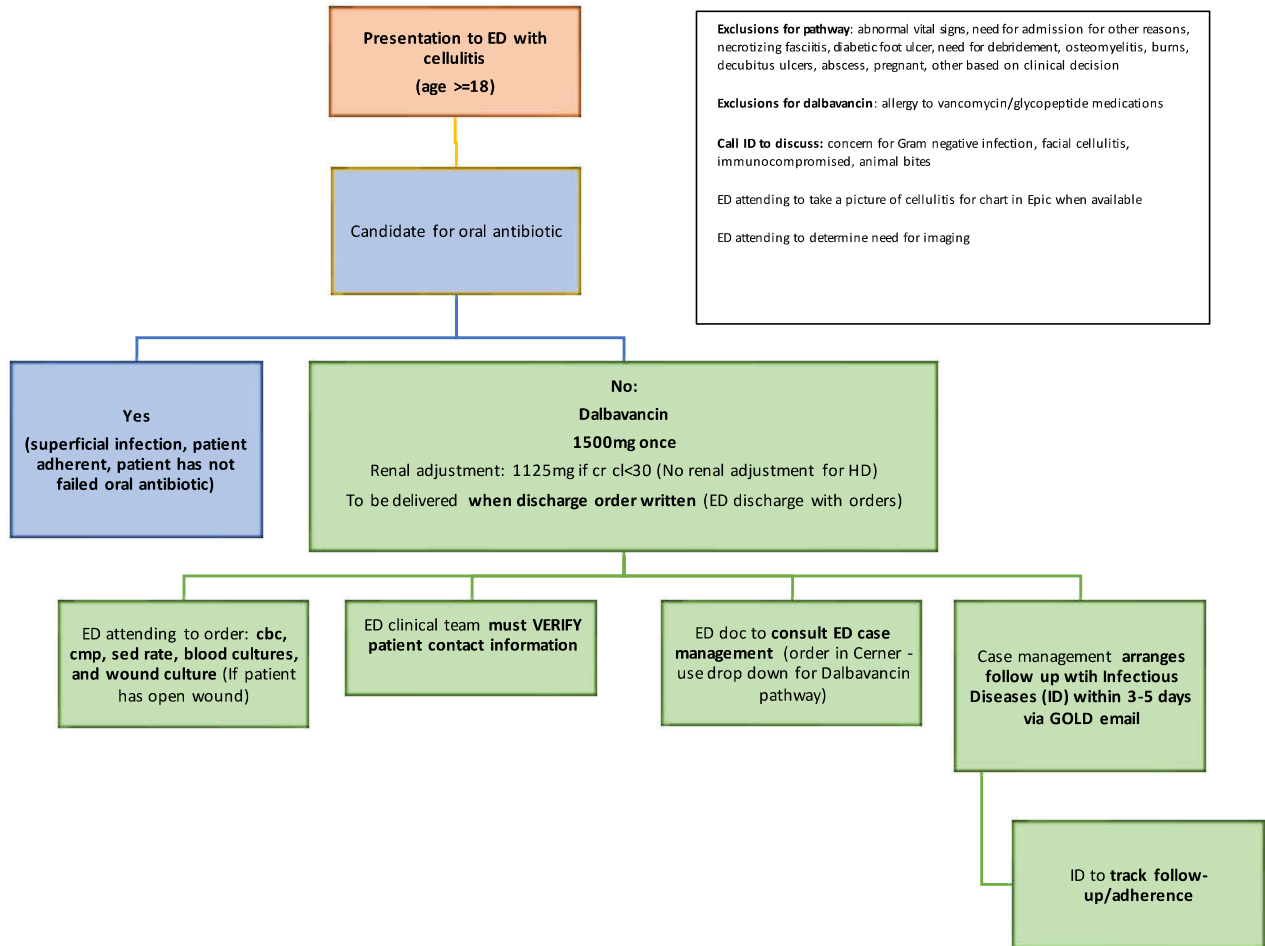 Presentation to ED with
cellulitis
(age >=18)
Exclusions for pathway: abnormal vital signs, need for admission for other reasons,
necrotizing fasciitis, diabetic foot ulcer, need for debridement, osteomyelitis, burns,
decubitus ulcers, abscess, pregnant, other based on clinical decision
Exclusions for dalbavancin: allergy to vancomycin/glycopeptide medications
Call ID to discuss: concern for Gram negative infection, facial cellulitis,
immunocompromised, animal bites
ED attending to take a picture of cellulitis for chart in Epic when available
ED attending to determine need for imaging
Candidate for oral antibiotic
Yes
(superficial infection, patient
adherent, patient has not
failed oral antibiotic)
No:
Dalbavancin
1500mg once
Renal adjustment: 1125mg if cr cl<30 (No renal adjustment for HD)
To be delivered when discharge order written (ED discharge with orders)
ED attending to order: cbc,
cmp, sed rate, blood cultures,
and wound culture (If patient
has open wound)
ED clinical team must VERIFY
patient contact information
ED doc to consult ED case
management (order in Cerner -
use drop down for Dalbavancin
pathway)
Case management arranges
follow up wtih Infectious
Diseases (ID) within 3-5 days
via GOLD email
ID to track follow-
up/adherence